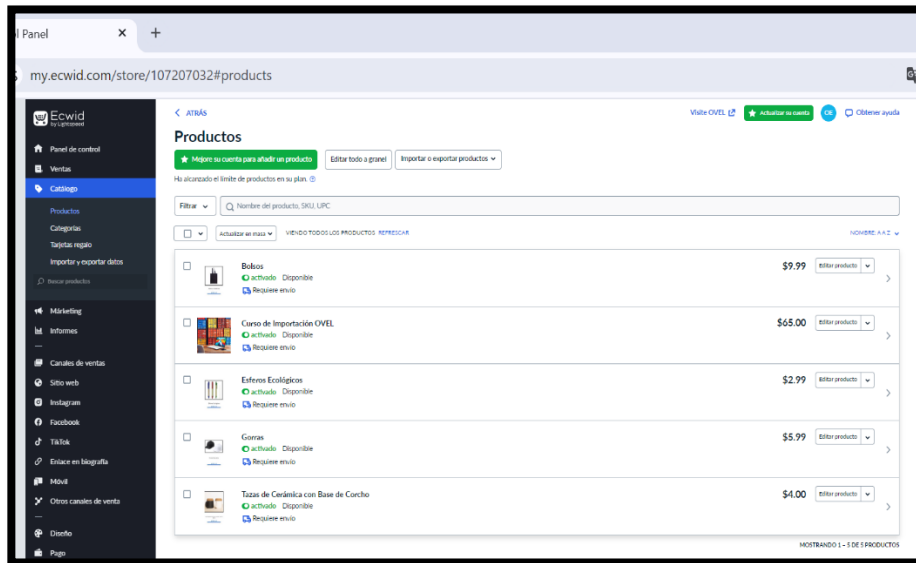 l Panel
my.ecwid.com/store/107207032#products
Ecwid
by Lightspeed
Panel de control
Ventas
Catálogo
Productos
Categorías
Tarjetas regalo
Importar y exportar datos
Buscar productos
Márketing
Informes
Canales de ventas
Sitio web
Instagram
Facebook
TikTok
Enlace en biografía
Móvil
Otros canales de venta
Diseño
Pago
ATRÁS
Visite OVEL
Actualizar su cuenta
OE
Obtener ayuda
Productos
Mejore su cuenta para añadir un producto
Editar todo a granel
Importar o exportar productos
Ha alcanzado el límite de productos en su plan.
Filtrar
Nombre del producto, SKU, UPC
Actualizar en masa
VIENDO TODOS LOS PRODUCTOS REFRESCAR
NOMBRE: A A Z
Bolsos
activado Disponible
Requiere envío
$9.99
Editar producto
Curso de Importación OVEL
activado Disponible
Requiere envío
$65.00
Editar producto
Esferos Ecológicos
activado Disponible
Requiere envío
$2.99
Editar producto
Gorras
activado Disponible
Requiere envío
$5.99
Editar producto
Tazas de Cerámica con Base de Corcho
activado Disponible
Requiere envío
$4.00
Editar producto
MOSTRANDO 1 – 5 DE 5 PRODUCTOS